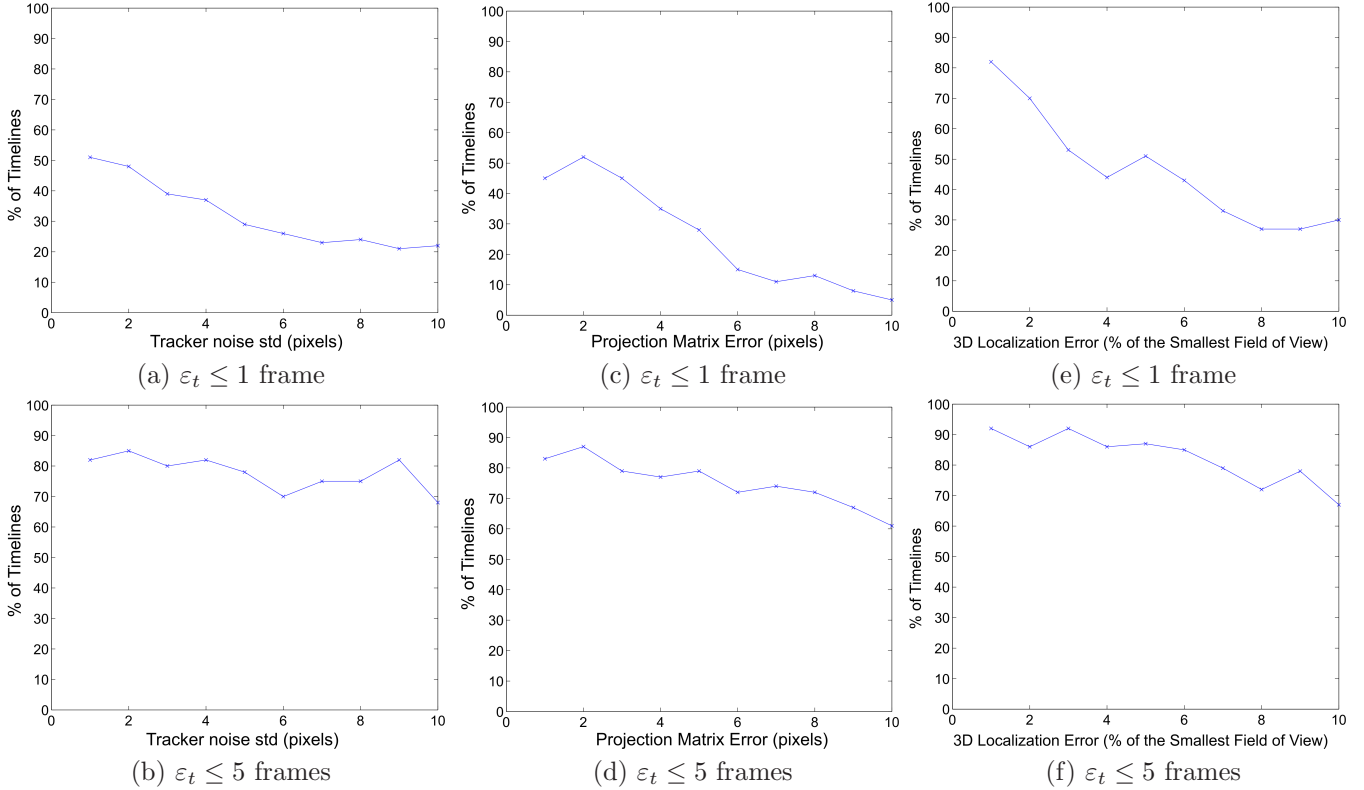 100
90
80
70
60
50
40
30
20
10
0
% of Timelines
0 2 4 6 8 10
Tracker noise std (pixels)
(a) εt ≤ 1 frame
100
90
80
70
60
50
40
30
20
10
0
% of Timelines
0 2 4 6 8 10
Projection Matrix Error (pixels)
(c) εt ≤ 1 frame
100
90
80
70
60
50
40
30
20
10
0
% of Timelines
0 2 4 6 8 10
3D Localization Error (% of the Smallest Field of View)
(e) εt ≤ 1 frame
100
90
80
70
60
50
40
30
20
10
0
% of Timelines
0 2 4 6 8 10
Tracker noise std (pixels)
(b) εt ≤ 5 frames
100
90
80
70
60
50
40
30
20
10
0
% of Timelines
0 2 4 6 8 10
Projection Matrix Error (pixels)
(d) εt ≤ 5 frames
100
90
80
70
60
50
40
30
20
10
0
% of Timelines
0 2 4 6 8 10
3D Localization Error (% of the Smallest Field of View)
(f) εt ≤ 5 frames